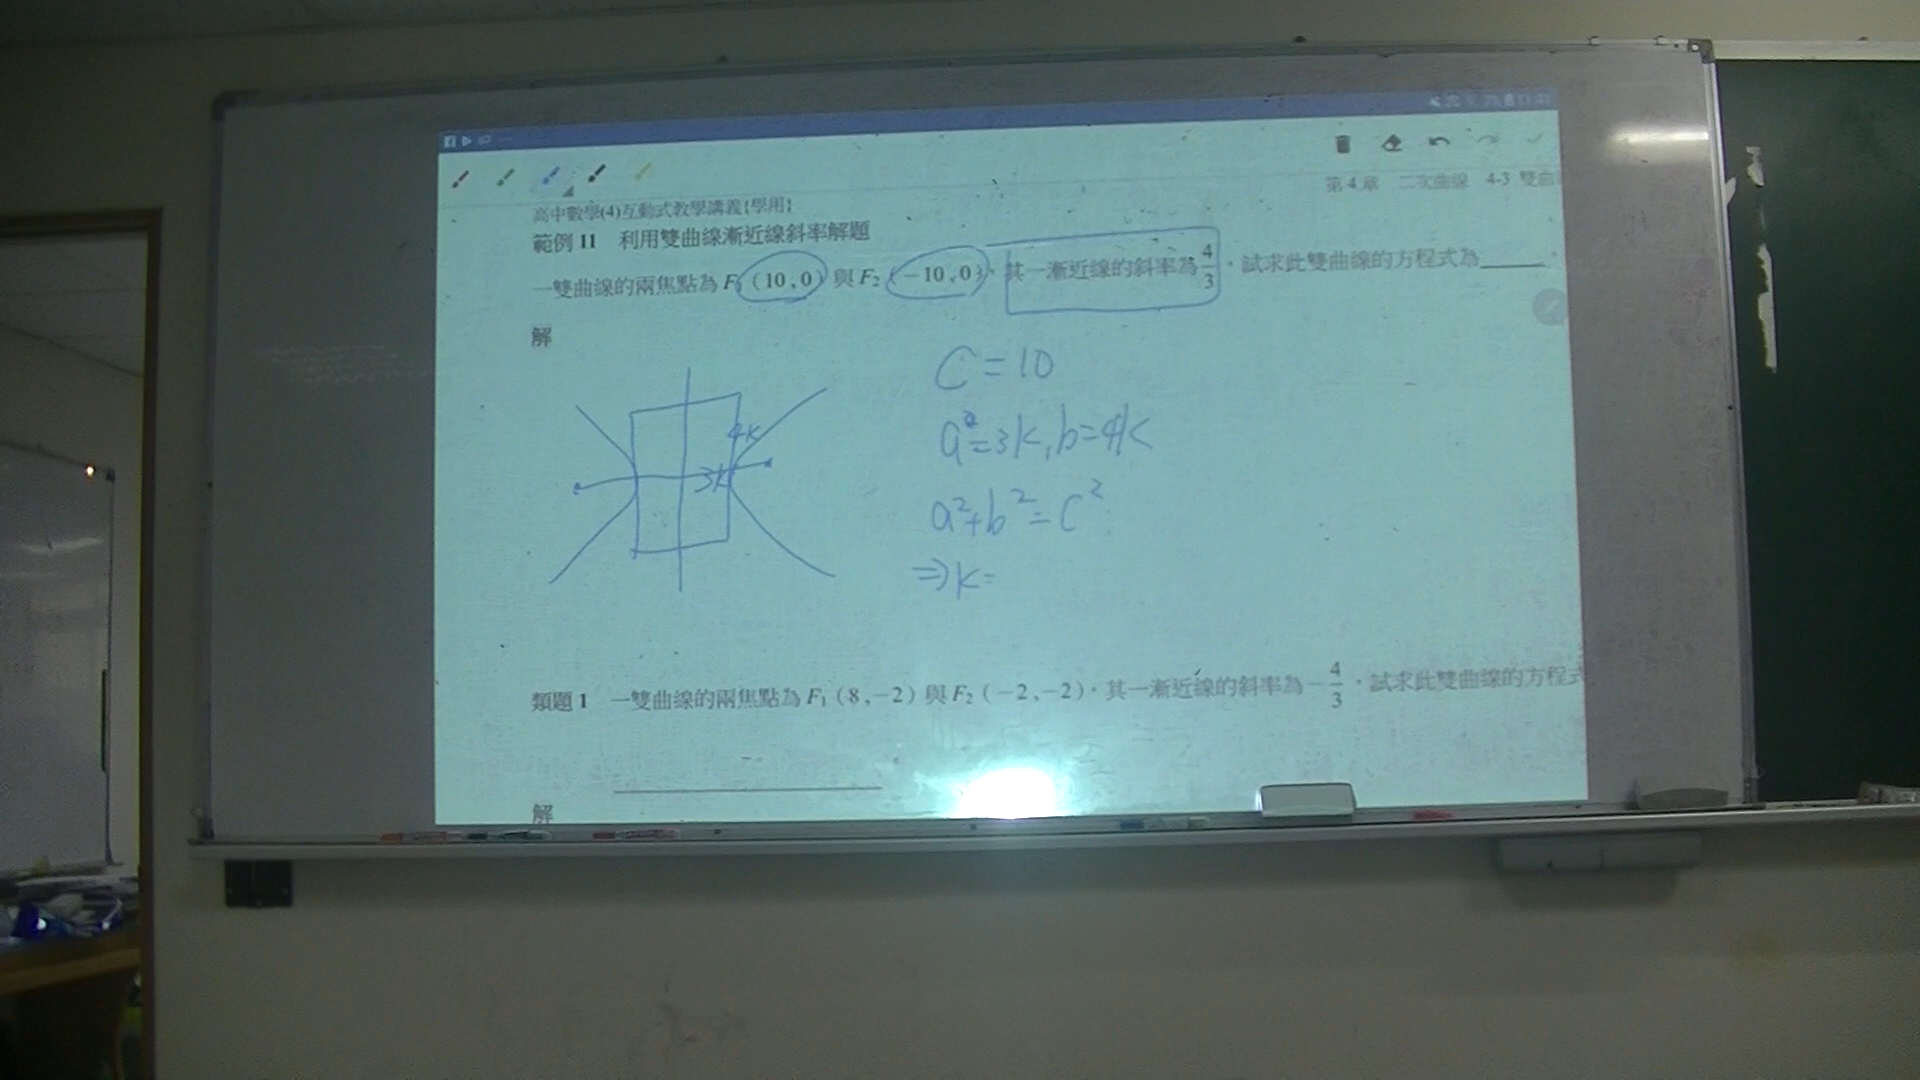 第4章 二次曲線 4-3 雙曲
高中數學(4)互動式教學講義{學用}
範例 11 利用雙曲線漸近線斜率解題
一雙曲線的兩焦點為 F₁ (10,0) 與 F₂ (−10,0),其一漸近線的斜率為 4/3,試求此雙曲線的方程式為______。
解
C=10
4k
3k
a=3k, b=4k
a²+b²=c²
⇒k=
類題 1 一雙曲線的兩焦點為 F₁ (8,−2) 與 F₂ (−2,−2),其一漸近線的斜率為 −4/3,試求此雙曲線的方程式
解